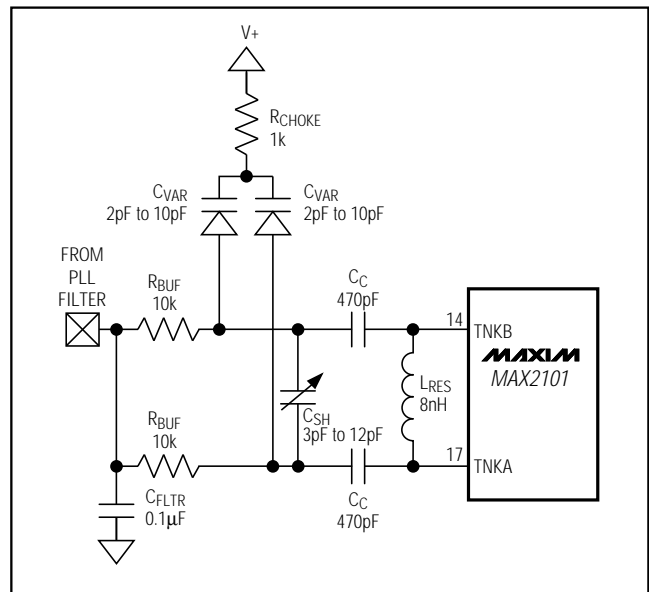 V+
RCHOKE
1k
CVAR
2pF to 10pF
CVAR
2pF to 10pF
FROM
PLL
FILTER
RBUF
10k
CC
470pF
14
TNKB
MAXIM
MAX2101
LRES
8nH
CSH
3pF to 12pF
RBUF
10k
17
TNKA
CC
470pF
CFLTR
0.1µF